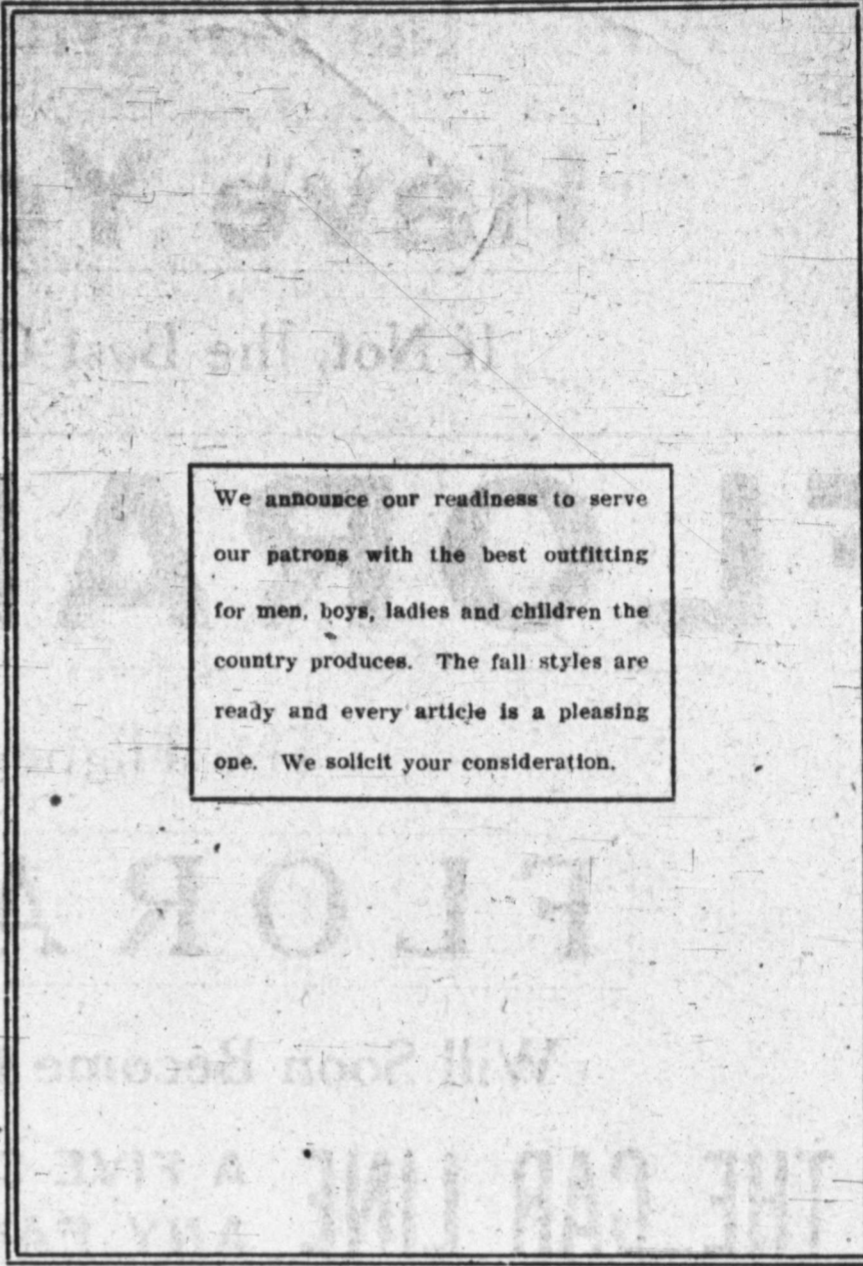 We announce our readiness to serve
our patrons with the best outfitting
for men, boys, ladies and children the
country produces. The fall styles are
ready and every article is a pleasing
one. We solicit your consideration.